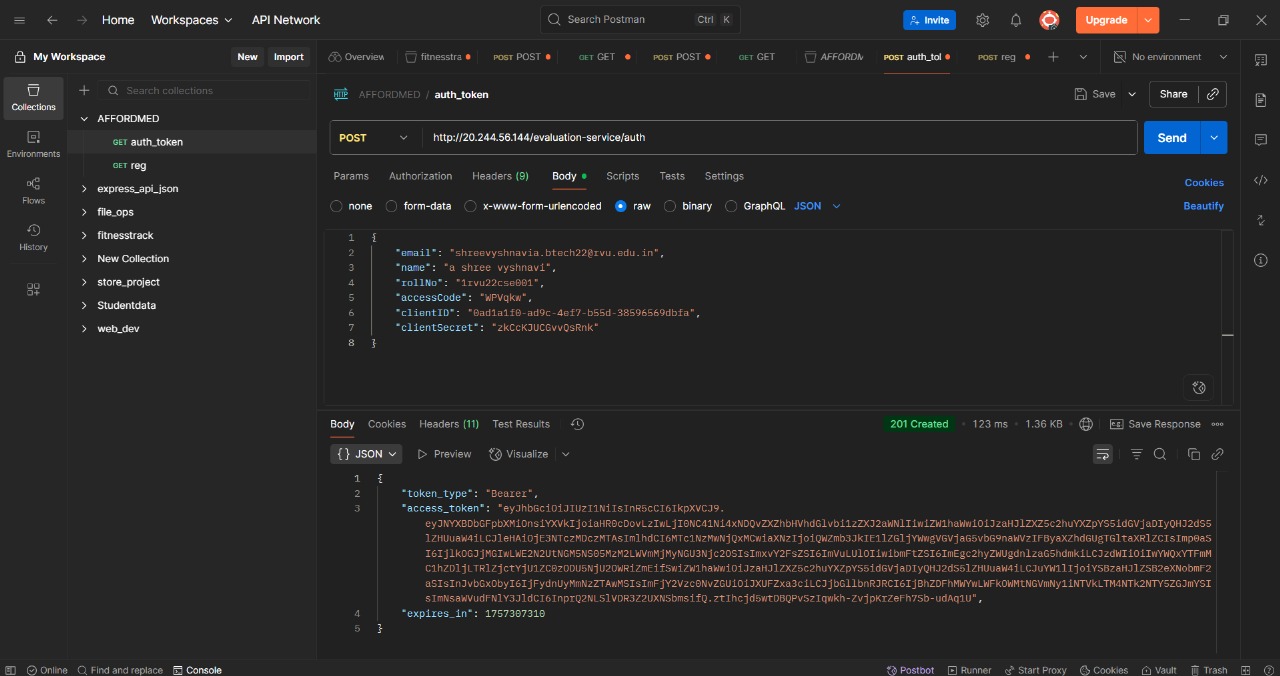 Home Workspaces API Network Search Postman Ctrl K Invite Upgrade
My Workspace New Import Overview fitnesstra POST POST GET GET POST POST GET GET AFFORDM POST auth_tol POST reg No environment
Collections Search collections AFFORDMED / auth_token Save Share
AFFORDMED
GET auth_token
GET reg
express_api_json
file_ops
fitnesstrack
New Collection
store_project
Studentdata
web_dev
Environments
Flows
History
POST http://20.244.56.144/evaluation-service/auth Send
Params Authorization Headers (9) Body Scripts Tests Settings Cookies
none form-data x-www-form-urlencoded raw binary GraphQL JSON Beautify
1 {
2 "email": "shreevyshnavia.btech22@rvu.edu.in",
3 "name": "a shree vyshnavi",
4 "rollNo": "1rvu22cse001",
5 "accessCode": "WPVqkw",
6 "clientID": "0ad1a1f0-ad9c-4ef7-b55d-38596569dbfa",
7 "clientSecret": "zkCcKJUCGvvQsRnk"
8 }
Body Cookies Headers (11) Test Results 201 Created 123 ms 1.36 KB Save Response
{} JSON Preview Visualize
1 {
2 "token_type": "Bearer",
3 "access_token":
4 "expires_in": 1757307310
5 }
Online Find and replace Console Postbot Runner Start Proxy Cookies Vault Trash